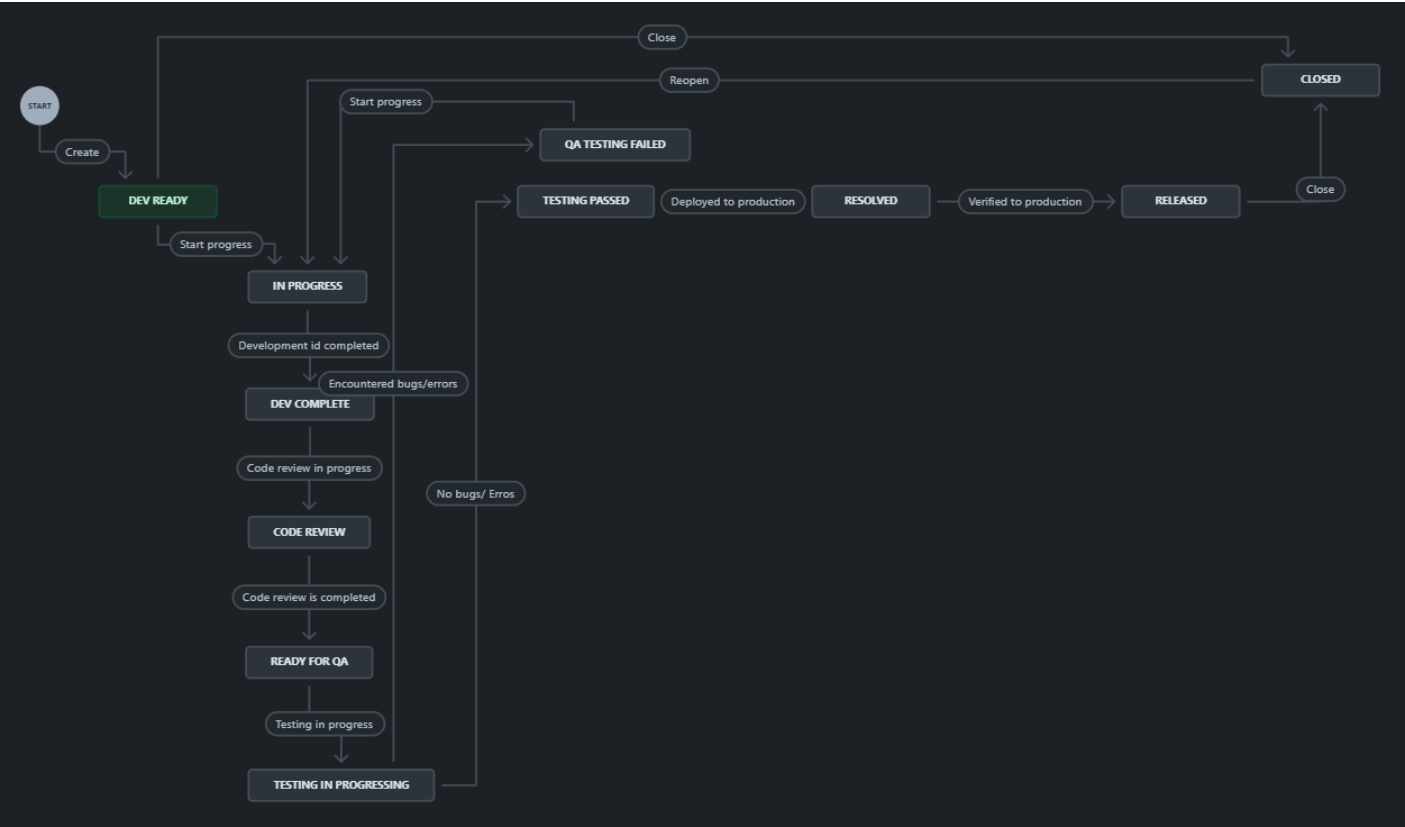 Close
CLOSED
Reopen
Start progress
START
QA TESTING FAILED
Create
DEV READY
TESTING PASSED
Deployed to production
RESOLVED
Verified to production
RELEASED
Close
Start progress
IN PROGRESS
Development id completed
Encountered bugs/errors
DEV COMPLETE
Code review in progress
No bugs/ Erros
CODE REVIEW
Code review is completed
READY FOR QA
Testing in progress
TESTING IN PROGRESSING